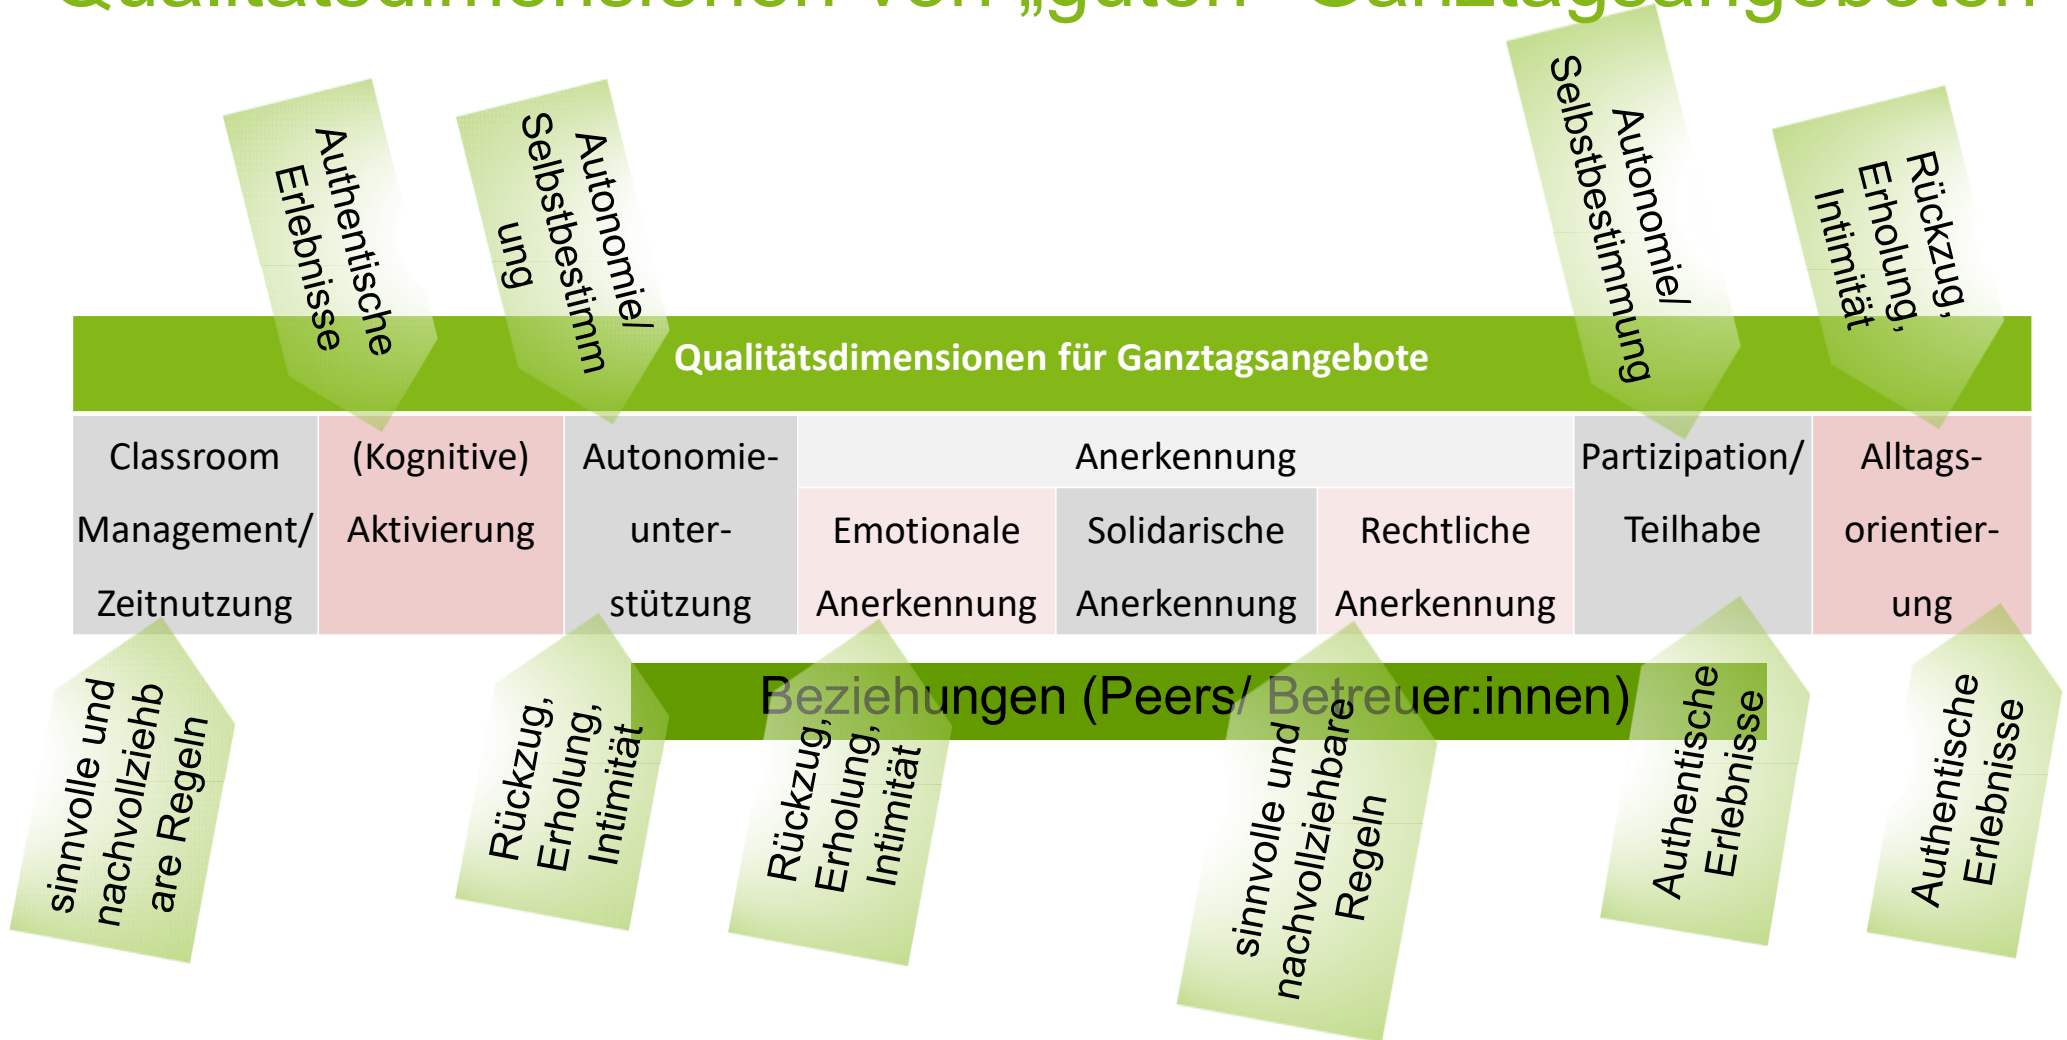 Qualitätsdimensionen von „guten“ Ganztagsangeboten
Authentische
Erlebnisse
Autonomie/
Selbstbestimm
ung
Autonomie/
Selbstbestimmung
Rückzug,
Erholung,
Intimität
Qualitätsdimensionen für Ganztagsangebote
Classroom
Management/
Zeitnutzung
(Kognitive)
Aktivierung
Autonomie-
unter-
stützung
Anerkennung
Emotionale
Anerkennung
Solidarische
Anerkennung
Rechtliche
Anerkennung
Partizipation/
Teilhabe
Alltags-
orientier-
ung
Beziehungen (Peers/ Betreuer:innen)
sinnvolle und
nachvollziehb
are Regeln
Rückzug,
Erholung,
Intimität
Rückzug,
Erholung,
Intimität
sinnvolle und
nachvollziehbare
Regeln
Authentische
Erlebnisse
Authentische
Erlebnisse